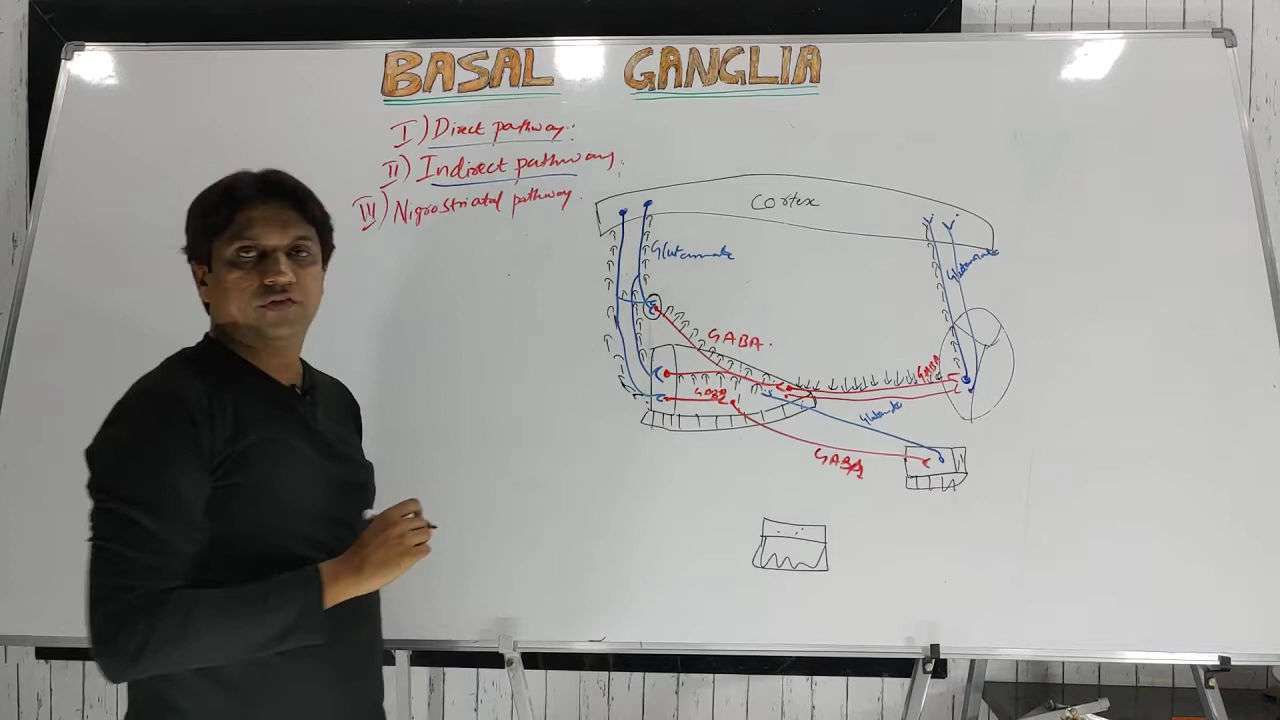 BASAL GANGLIA
I) Direct pathway.
II) Indirect pathway.
III) Nigrostriatal pathway.
Cortex
Glutamate
Glutamate
GABA.
GABA
GABA
Glutamate
GABA